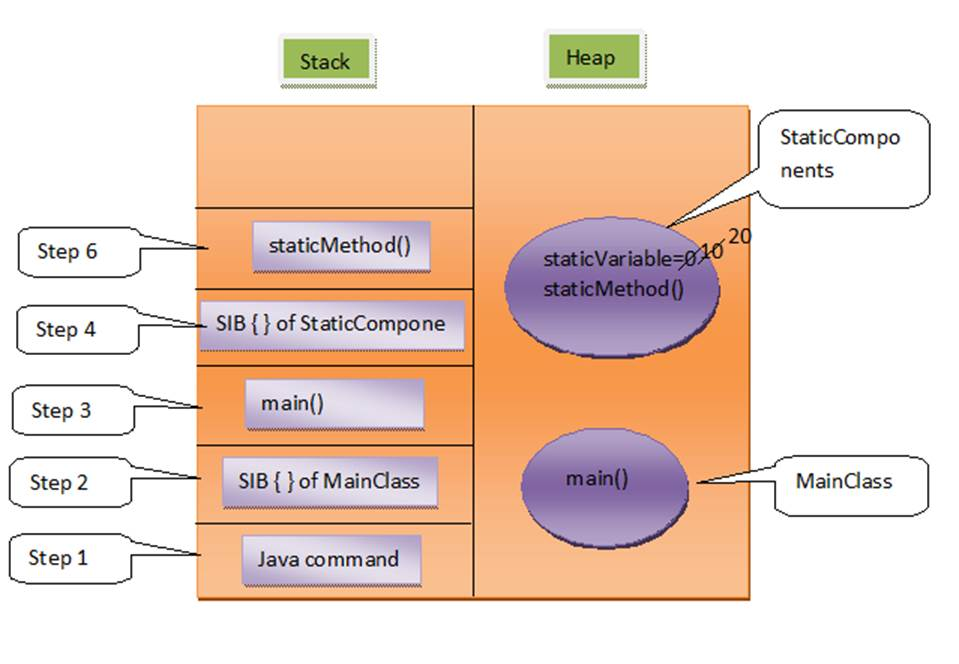 Stack
Heap
StaticCompo
nents
Step 6
staticMethod()
staticVariable=0 10 20
staticMethod()
Step 4
SIB { } of StaticCompone
Step 3
main()
Step 2
SIB { } of MainClass
main()
MainClass
Step 1
Java command